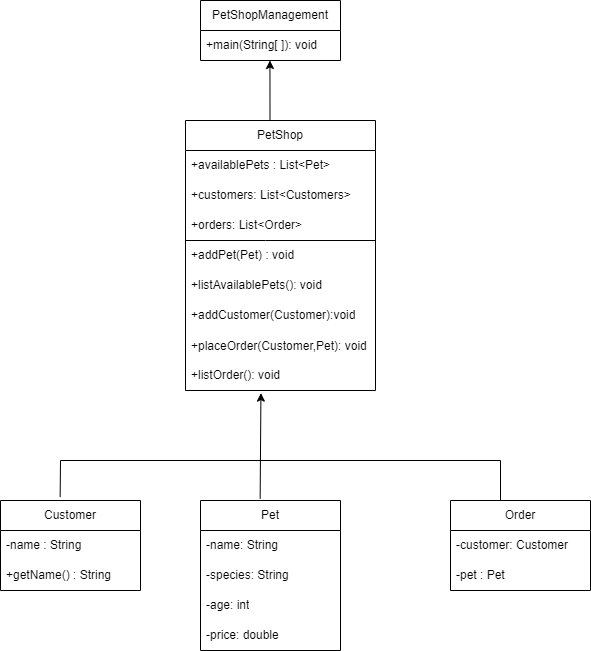 PetShopManagement
+main(String[ ]): void
PetShop
+availablePets : List<Pet>
+customers: List<Customers>
+orders: List<Order>
+addPet(Pet) : void
+listAvailablePets(): void
+addCustomer(Customer):void
+placeOrder(Customer,Pet): void
+listOrder(): void
Customer
-name : String
+getName() : String
Pet
-name: String
-species: String
-age: int
-price: double
Order
-customer: Customer
-pet : Pet